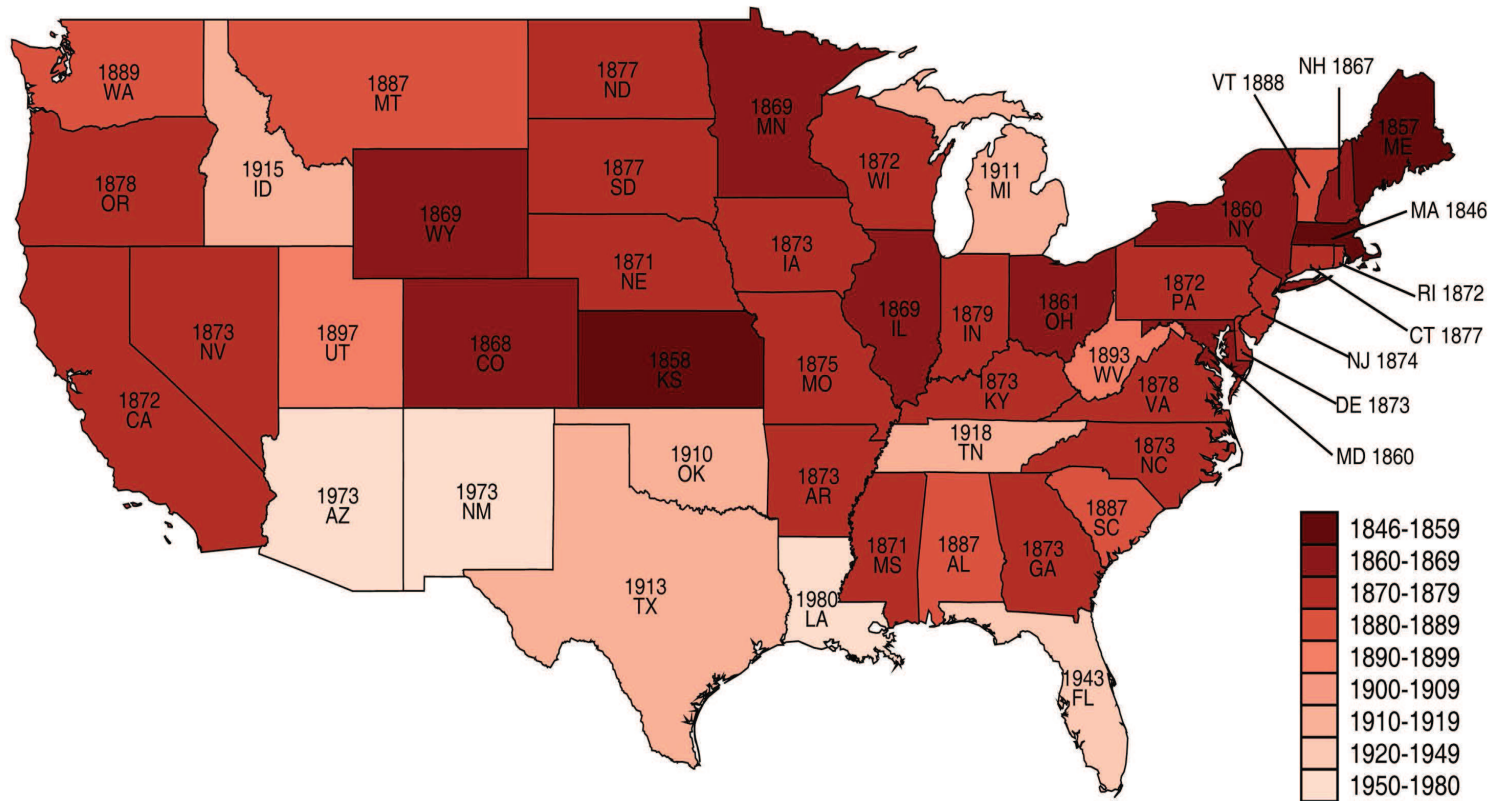 1889
WA
1887
MT
1877
ND
1869
MN
VT 1888
NH 1867
1857
ME
1878
OR
1915
ID
1869
WY
1877
SD
1872
WI
1911
MI
1860
NY
MA 1846
1873
IA
1871
NE
1872
PA
RI 1872
1873
NV
1897
UT
1868
CO
1858
KS
1869
IL
1879
IN
1861
OH
CT 1877
1893
WV
NJ 1874
1872
CA
1875
MO
1873
KY
1878
VA
DE 1873
1918
TN
1873
NC
MD 1860
1973
AZ
1973
NM
1910
OK
1873
AR
1887
SC
1913
TX
1980
LA
1871
MS
1887
AL
1873
GA
1943
FL
1846-1859
1860-1869
1870-1879
1880-1889
1890-1899
1900-1909
1910-1919
1920-1949
1950-1980